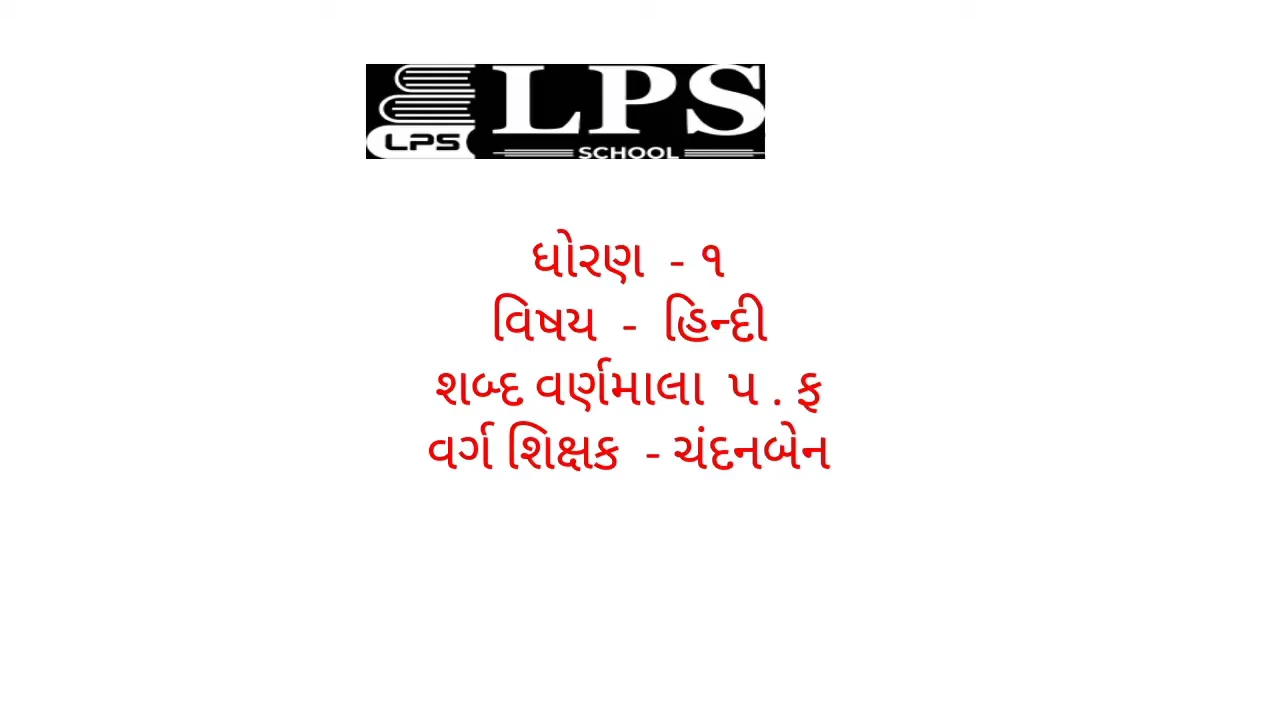 LPS
LPS
SCHOOL
ધોરણ - ૧
વિષય - હિન્દી
શબ્દ વર્ણમાલા પ . ફ
વર્ગ શિક્ષક - ચંદનબેન